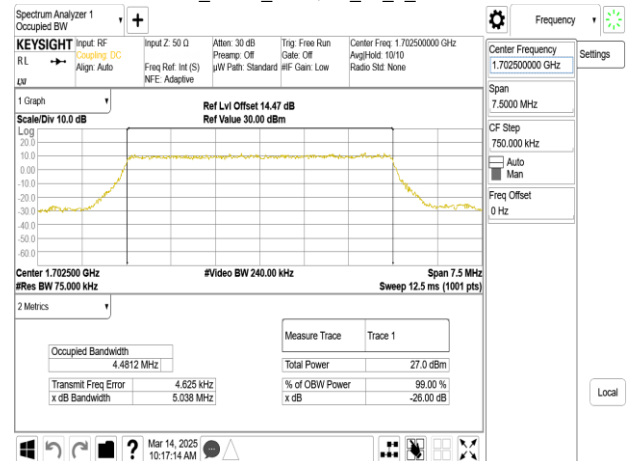 Spectrum Analyzer 1
Occupied BW
Frequency
KEYSIGHT
RL
Input: RF
Coupling: DC
Align: Auto
Input Z: 50 Ω
Freq Ref: Int (S)
NFE: Adaptive
Atten: 30 dB
Preamp: Off
µW Path: Standard
Trig: Free Run
Gate: Off
#IF Gain: Low
Center Freq: 1.702500000 GHz
Avg|Hold: 10/10
Radio Std: None
Center Frequency
1.702500000 GHz
Settings
Span
7.5000 MHz
CF Step
750.000 kHz
Auto
Man
Freq Offset
0 Hz
1 Graph
Scale/Div 10.0 dB
Ref Lvl Offset 14.47 dB
Ref Value 30.00 dBm
Log
20.0
10.0
0.00
-10.0
-20.0
-30.0
-40.0
-50.0
-60.0
Center 1.702500 GHz
#Res BW 75.000 kHz
#Video BW 240.00 kHz
Span 7.5 MHz
Sweep 12.5 ms (1001 pts)
2 Metrics
Measure Trace Trace 1
Occupied Bandwidth
4.4812 MHz
Total Power 27.0 dBm
Transmit Freq Error 4.625 kHz
% of OBW Power 99.00 %
x dB Bandwidth 5.038 MHz
x dB -26.00 dB
Local
?
Mar 14, 2025
10:17:14 AM